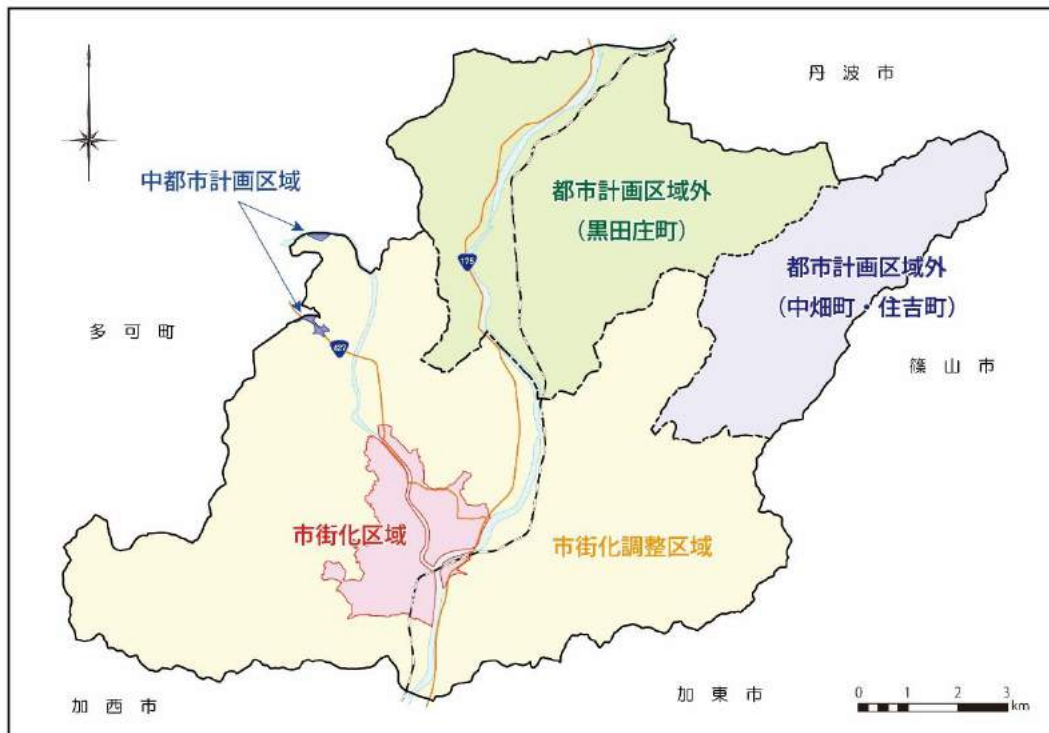 丹波市
中都市計画区域
都市計画区域外
（黒田庄町）
175
都市計画区域外
（中畑町・住吉町）
多可町
427
篠山市
市街化区域
市街化調整区域
加西市
加東市
0 1 2 3
km